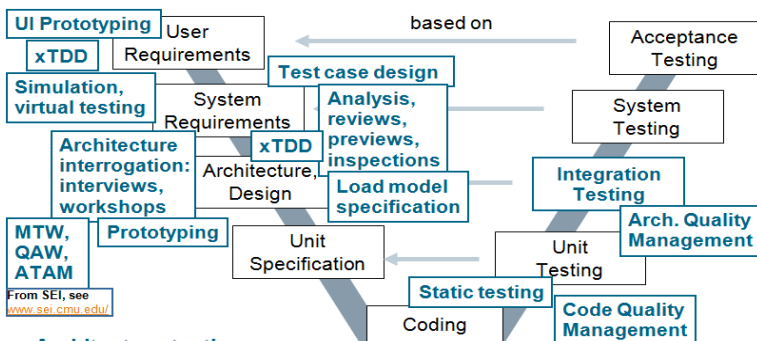 UI Prototyping
User
Requirements
xTDD
based on
Acceptance
Testing
Simulation,
virtual testing
Test case design
System
Requirements
Analysis,
reviews,
previews,
inspections
System
Testing
xTDD
Architecture
interrogation:
interviews,
workshops
Architecture,
Design
Load model
specification
Integration
Testing
Arch. Quality
Management
MTW,
QAW,
ATAM
Prototyping
Unit
Specification
Unit
Testing
From SEI, see
www.sei.cmu.edu/
Static testing
Coding
Code Quality
Management